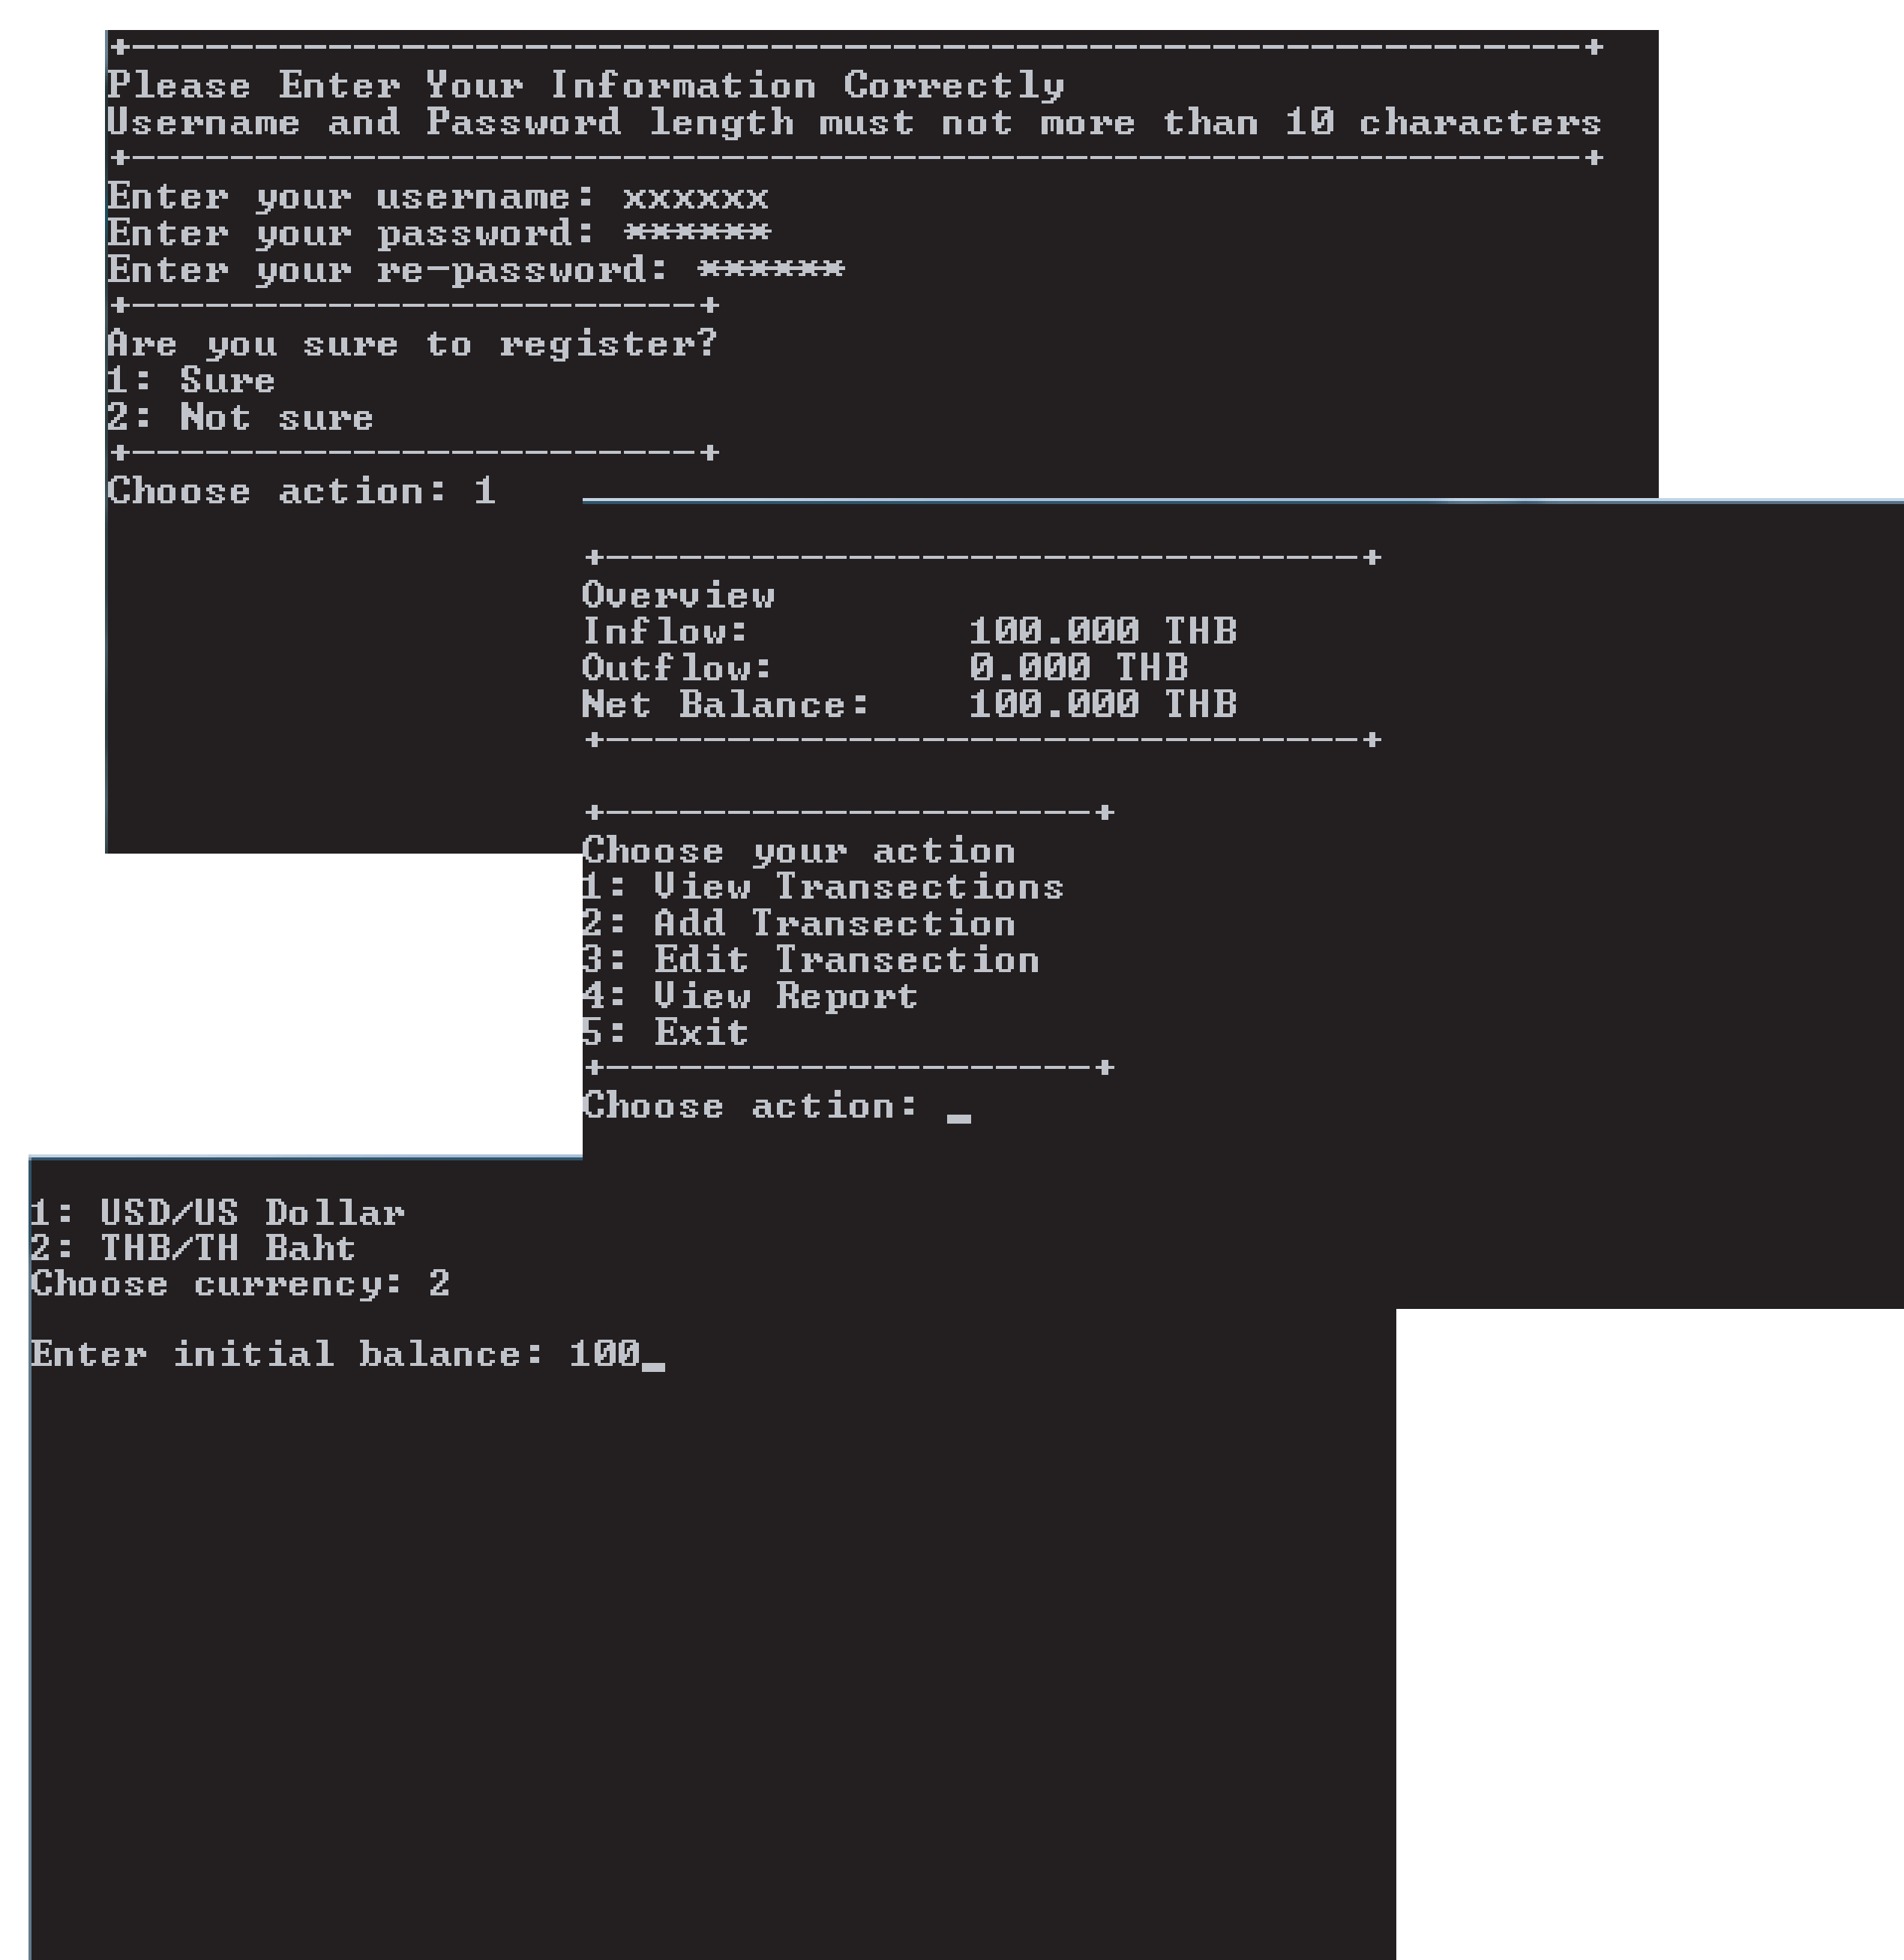 +------------------------------------------------------------+
Please Enter Your Information Correctly
Username and Password length must not more than 10 characters
+------------------------------------------------------------+
Enter your username: xxxxxx
Enter your password: ******
Enter your re-password: ******
+------------------------+
Are you sure to register?
1: Sure
2: Not sure
+------------------------+
Choose action: 1
+--------------------------------+
Overview
Inflow: 100.000 THB
Outflow: 0.000 THB
Net Balance: 100.000 THB
+--------------------------------+
+---------------------+
Choose your action
1: View Transections
2: Add Transection
3: Edit Transection
4: View Report
5: Exit
+---------------------+
Choose action: _
1: USD/US Dollar
2: THB/TH Baht
Choose currency: 2
Enter initial balance: 100_